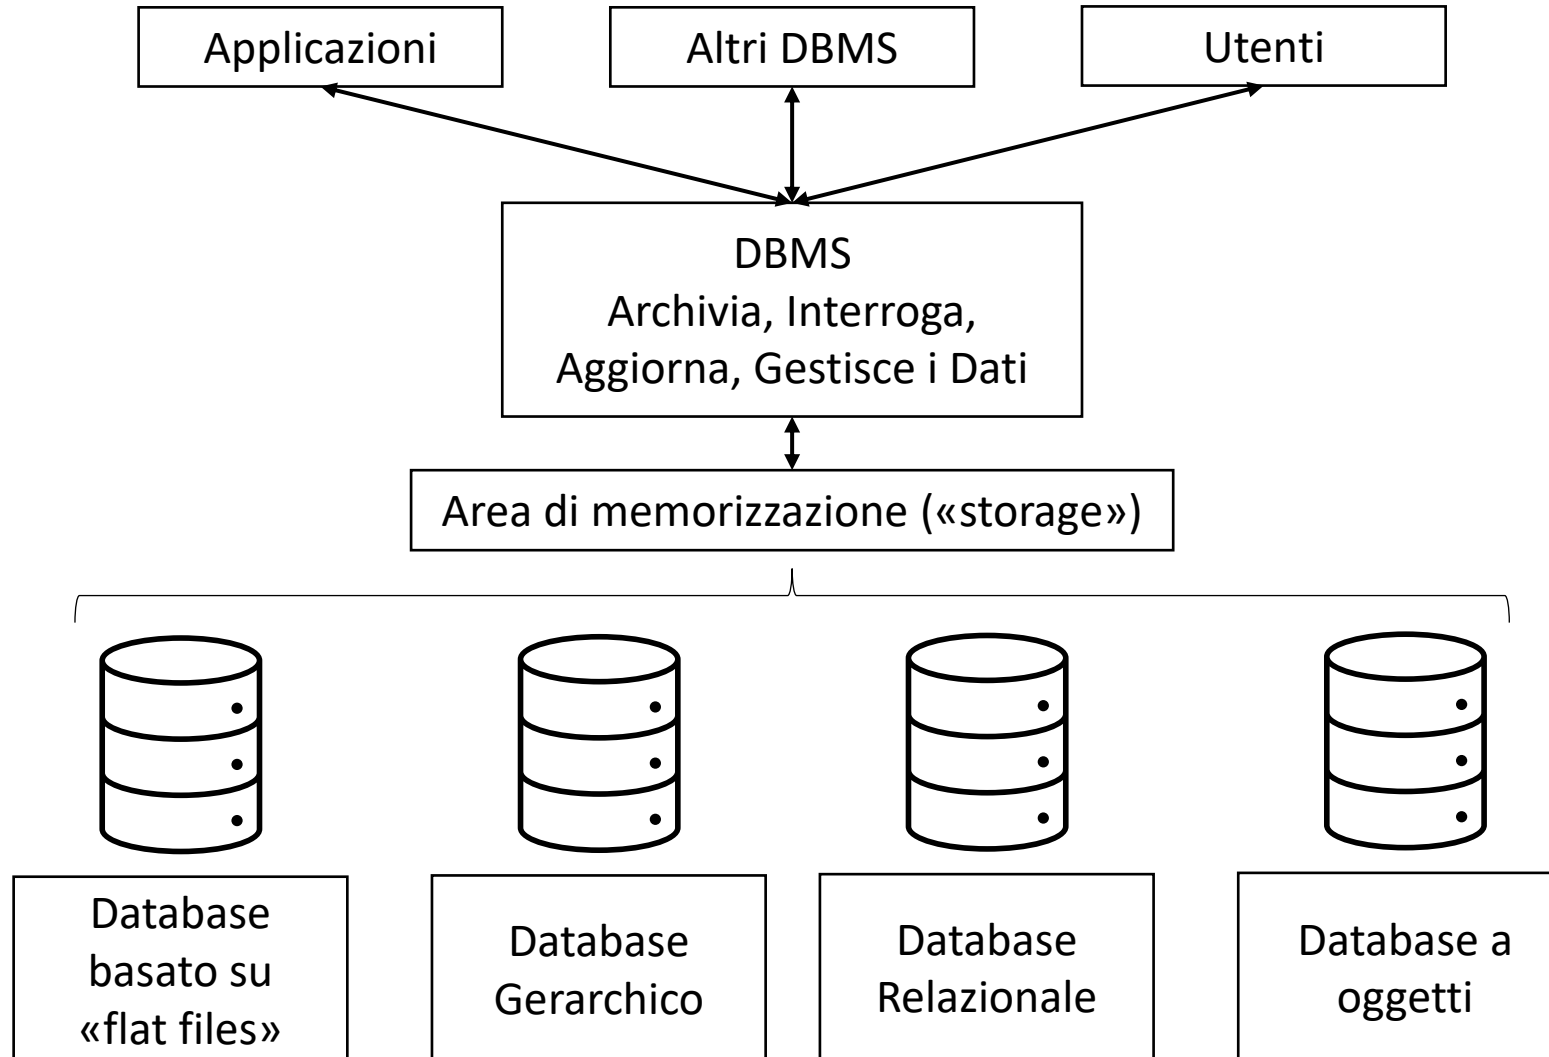 Applicazioni
Altri DBMS
Utenti
DBMS
Archivia, Interroga,
Aggiorna, Gestisce i Dati
Area di memorizzazione («storage»)
Database
basato su
«flat files»
Database
Gerarchico
Database
Relazionale
Database a
oggetti